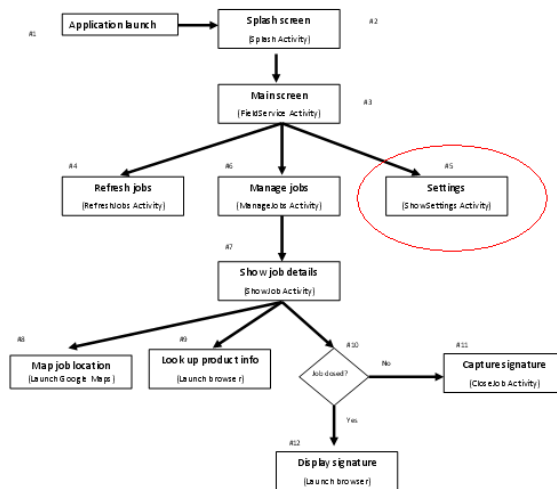 #1
Application launch
Splash screen
(Splash Activity)
#2
Main screen
(FieldService Activity)
#3
#4
#6
#5
Refresh jobs
(RefreshJobs Activity)
Manage jobs
(ManageJobs Activity)
Settings
(ShowSettings Activity)
#7
Show job details
(ShowJob Activity)
#8
#9
#10
#11
Map job location
(Launch Google Maps)
Look up product info
(Launch browser)
Job closed?
No
Capture signature
(CloseJob Activity)
Yes
#12
Display signature
(Launch browser)